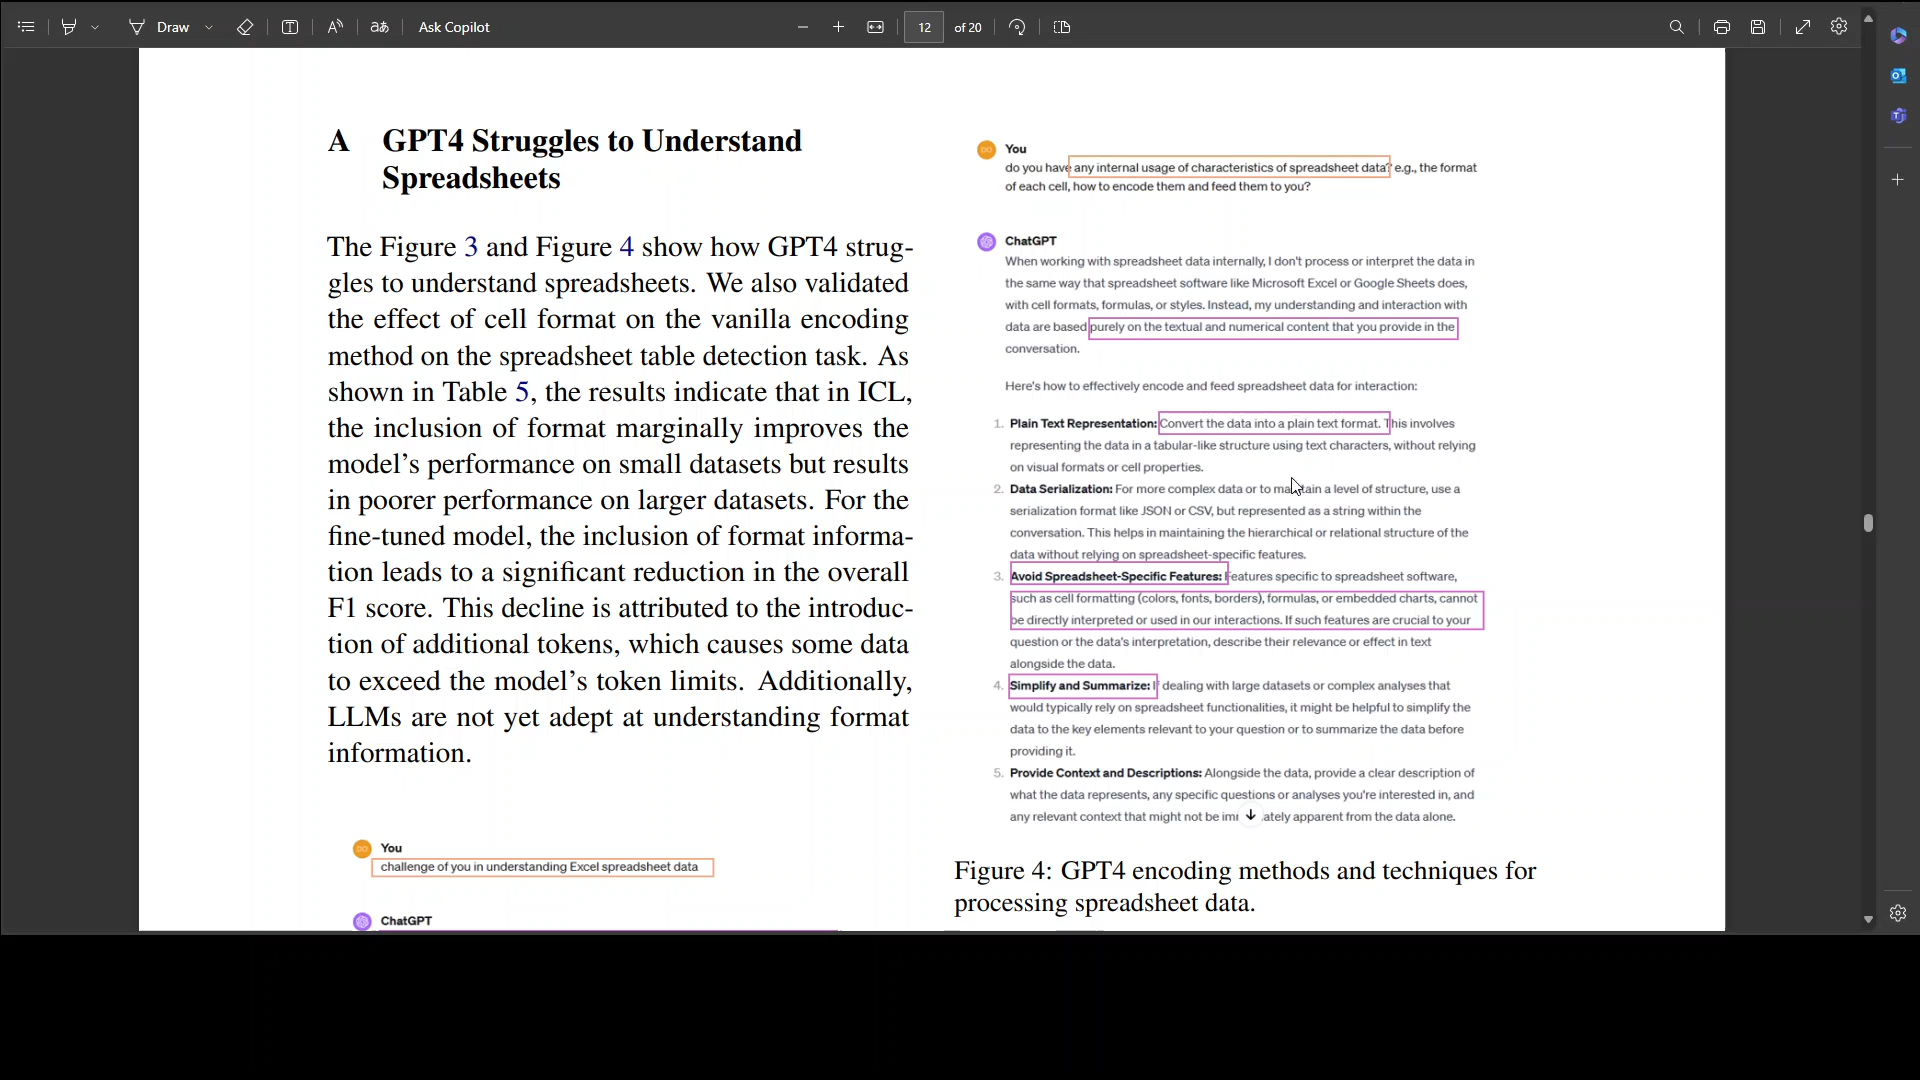 Draw
Ask Copilot
12 of 20
A GPT4 Struggles to Understand
Spreadsheets
The Figure 3 and Figure 4 show how GPT4 strug-
gles to understand spreadsheets. We also validated
the effect of cell format on the vanilla encoding
method on the spreadsheet table detection task. As
shown in Table 5, the results indicate that in ICL,
the inclusion of format marginally improves the
model's performance on small datasets but results
in poorer performance on larger datasets. For the
fine-tuned model, the inclusion of format informa-
tion leads to a significant reduction in the overall
F1 score. This decline is attributed to the introduc-
tion of additional tokens, which causes some data
to exceed the model's token limits. Additionally,
LLMs are not yet adept at understanding format
information.
You
challenge of you in understanding Excel spreadsheet data
ChatGPT
You
do you have any internal usage of characteristics of spreadsheet data? e.g., the format
of each cell, how to encode them and feed them to you?
ChatGPT
When working with spreadsheet data internally, I don't process or interpret the data in
the same way that spreadsheet software like Microsoft Excel or Google Sheets does,
with cell formats, formulas, or styles. Instead, my understanding and interaction with
data are based purely on the textual and numerical content that you provide in the
conversation.
Here's how to effectively encode and feed spreadsheet data for interaction:
1. Plain Text Representation: Convert the data into a plain text format. This involves
representing the data in a tabular-like structure using text characters, without relying
on visual formats or cell properties.
2. Data Serialization: For more complex data or to maintain a level of structure, use a
serialization format like JSON or CSV, but represented as a string within the
conversation. This helps in maintaining the hierarchical or relational structure of the
data without relying on spreadsheet-specific features.
3. Avoid Spreadsheet-Specific Features: Features specific to spreadsheet software,
such as cell formatting (colors, fonts, borders), formulas, or embedded charts, cannot
be directly interpreted or used in our interactions. If such features are crucial to your
question or the data's interpretation, describe their relevance or effect in text
alongside the data.
4. Simplify and Summarize: If dealing with large datasets or complex analyses that
would typically rely on spreadsheet functionalities, it might be helpful to simplify the
data to the key elements relevant to your question or to summarize the data before
providing it.
5. Provide Context and Descriptions: Alongside the data, provide a clear description of
what the data represents, any specific questions or analyses you're interested in, and
any relevant context that might not be immediately apparent from the data alone.
Figure 4: GPT4 encoding methods and techniques for
processing spreadsheet data.